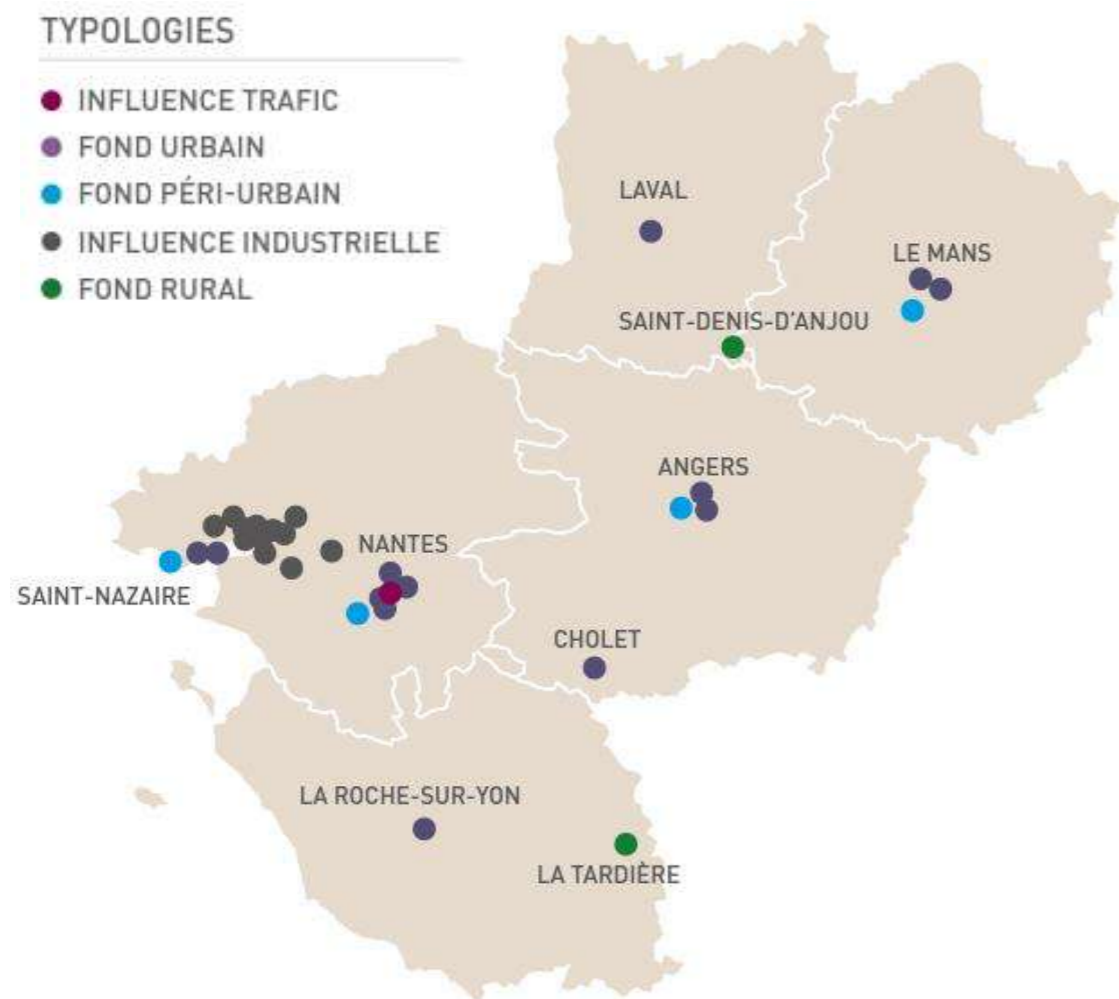 TYPOLOGIES
INFLUENCE TRAFIC
FOND URBAIN
FOND PÉRI-URBAIN
INFLUENCE INDUSTRIELLE
FOND RURAL
LAVAL
LE MANS
SAINT-DENIS-D'ANJOU
ANGERS
NANTES
SAINT-NAZAIRE
CHOLET
LA ROCHE-SUR-YON
LA TARDIÈRE